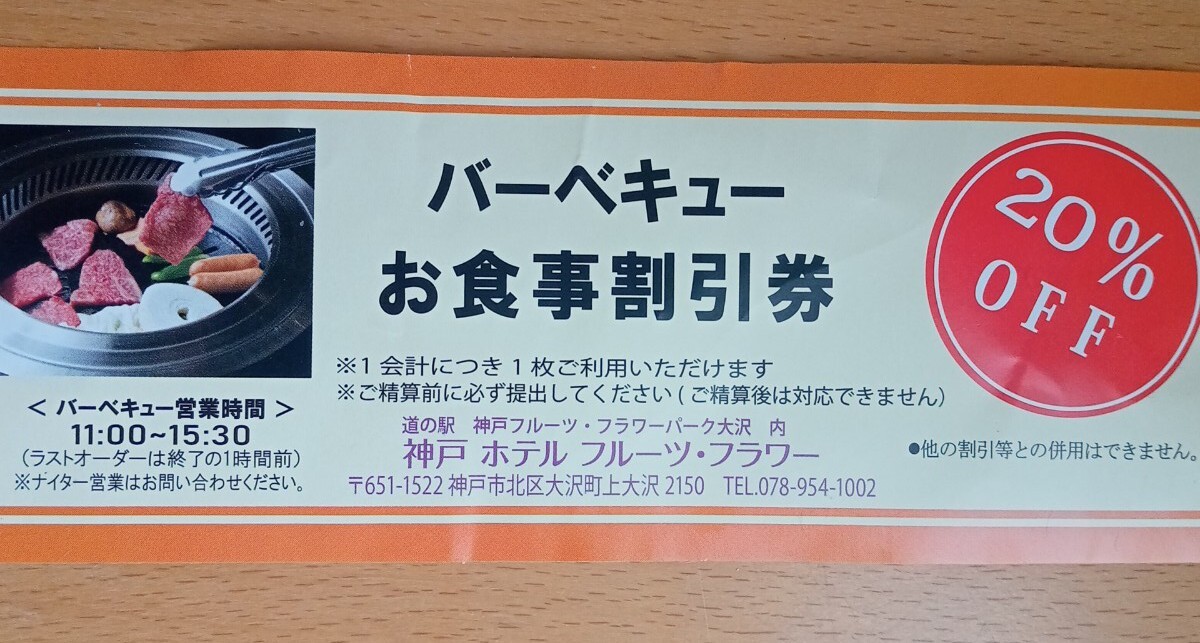 バーベキュー
お食事割引券
20%
OFF
※1会計につき1枚ご利用いただけます
※ご精算前に必ず提出してください(ご精算後は対応できません)
＜ バーベキュー営業時間 ＞
11:00~15:30
(ラストオーダーは終了の1時間前)
※ナイター営業はお問い合わせください。
道の駅 神戸フルーツ・フラワーパーク大沢 内
神戸 ホテル フルーツ・フラワー
〒651-1522 神戸市北区大沢町上大沢 2150 TEL.078-954-1002
●他の割引等との併用はできません。